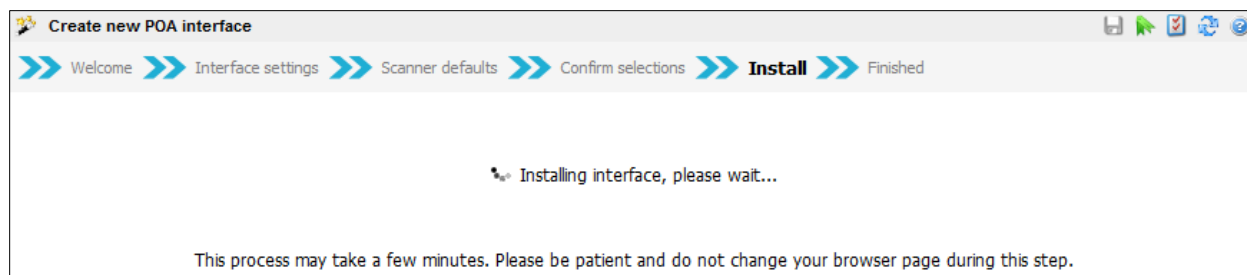 Create new POA interface
Welcome Interface settings Scanner defaults Confirm selections Install Finished
Installing interface, please wait...
This process may take a few minutes. Please be patient and do not change your browser page during this step.